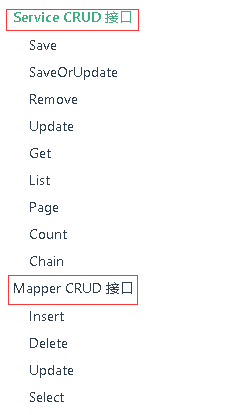 Service CRUD 接口
Save
SaveOrUpdate
Remove
Update
Get
List
Page
Count
Chain
Mapper CRUD 接口
Insert
Delete
Update
Select